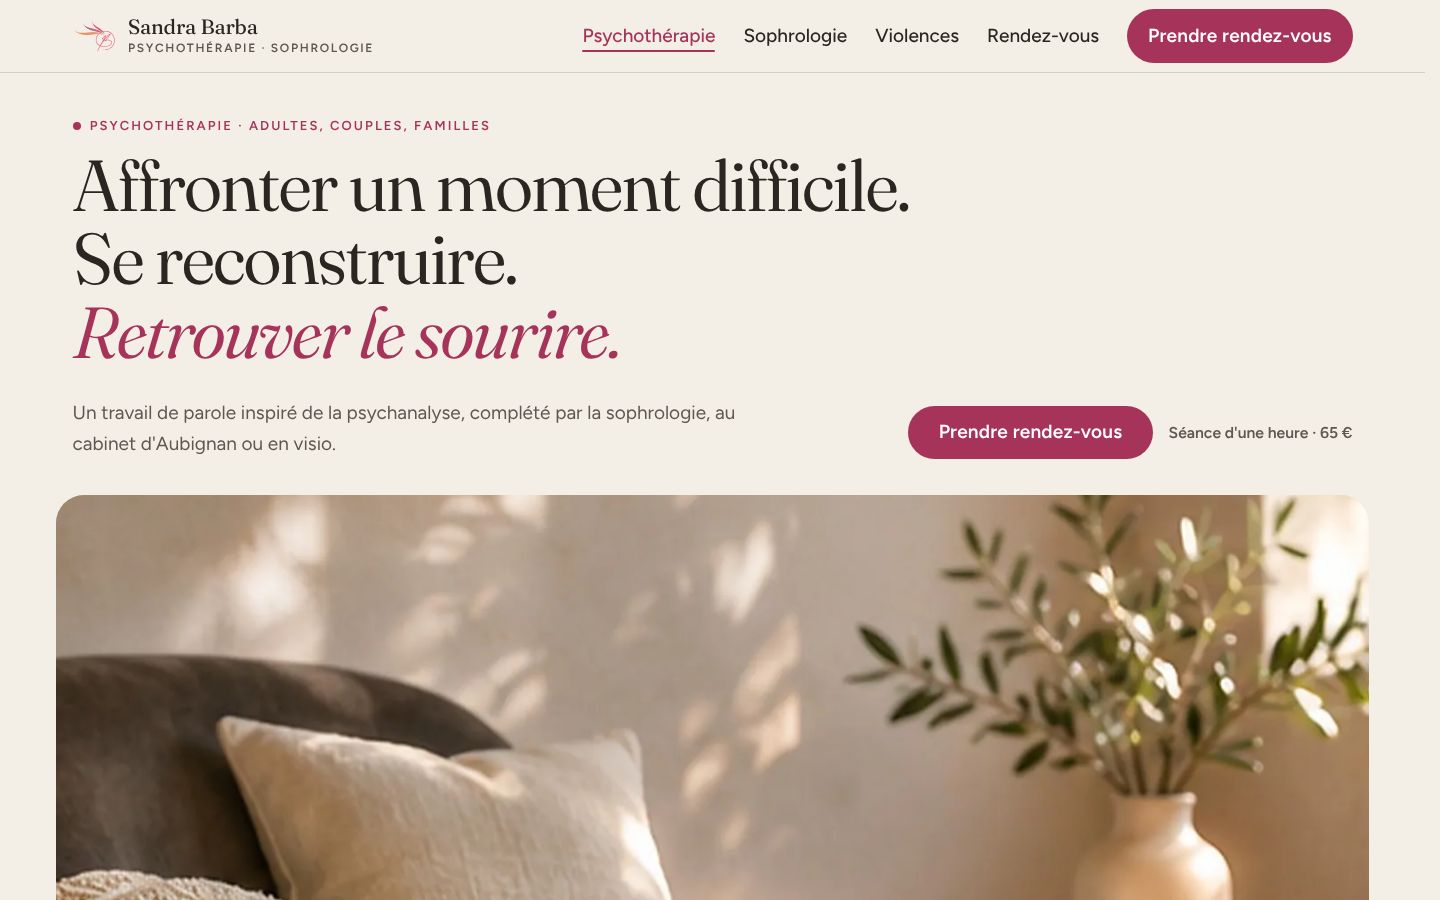 Sandra Barba
PSYCHOTHÉRAPIE · SOPHROLOGIE
Psychothérapie
Sophrologie
Violences
Rendez-vous
Prendre rendez-vous
PSYCHOTHÉRAPIE · ADULTES, COUPLES, FAMILLES
Affronter un moment difficile.
Se reconstruire.
Retrouver le sourire.
Un travail de parole inspiré de la psychanalyse, complété par la sophrologie, au
cabinet d'Aubignan ou en visio.
Prendre rendez-vous
Séance d'une heure · 65 €